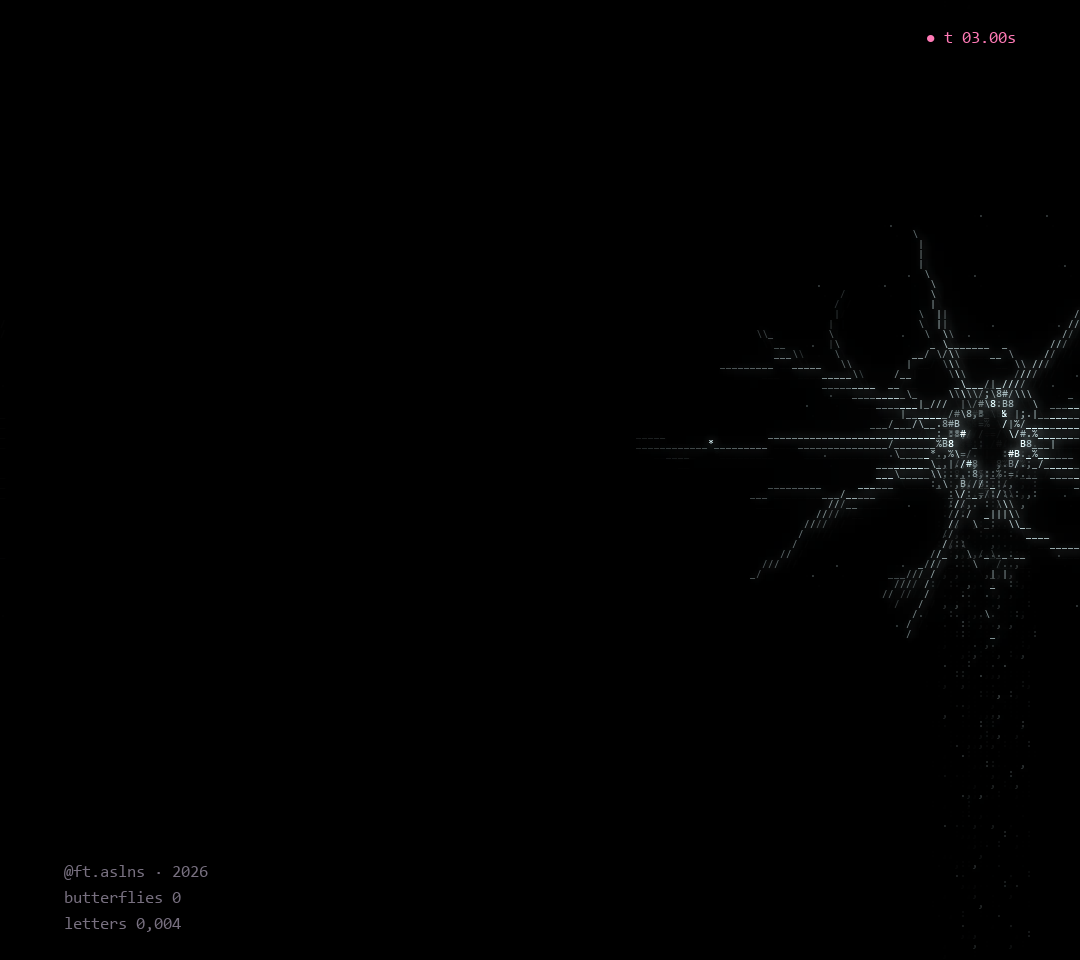 ● t 03.00s
@ft.aslns · 2026
butterflies 0
letters 0,004